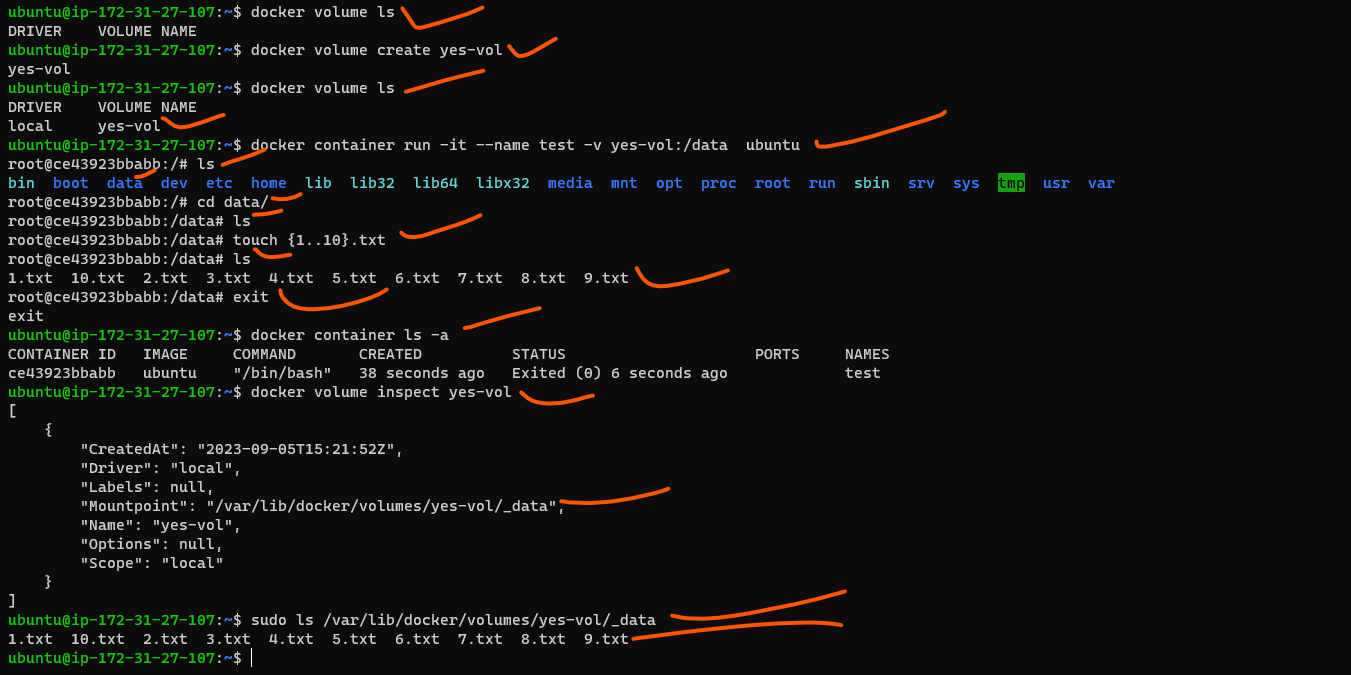 ubuntu@ip-172-31-27-107:~$ docker volume ls
DRIVER    VOLUME NAME
ubuntu@ip-172-31-27-107:~$ docker volume create yes-vol
yes-vol
ubuntu@ip-172-31-27-107:~$ docker volume ls
DRIVER    VOLUME NAME
local     yes-vol
ubuntu@ip-172-31-27-107:~$ docker container run -it --name test -v yes-vol:/data  ubuntu
root@ce43923bbabb:/# ls
bin  boot  data  dev  etc  home  lib  lib32  lib64  libx32  media  mnt  opt  proc  root  run  sbin  srv  sys  tmp  usr  var
root@ce43923bbabb:/# cd data/
root@ce43923bbabb:/data# ls
root@ce43923bbabb:/data# touch {1..10}.txt
root@ce43923bbabb:/data# ls
1.txt  10.txt  2.txt  3.txt  4.txt  5.txt  6.txt  7.txt  8.txt  9.txt
root@ce43923bbabb:/data# exit
exit
ubuntu@ip-172-31-27-107:~$ docker container ls -a
CONTAINER ID   IMAGE     COMMAND       CREATED          STATUS                     PORTS     NAMES
ce43923bbabb   ubuntu    "/bin/bash"   38 seconds ago   Exited (0) 6 seconds ago             test
ubuntu@ip-172-31-27-107:~$ docker volume inspect yes-vol
[
    {
        "CreatedAt": "2023-09-05T15:21:52Z",
        "Driver": "local",
        "Labels": null,
        "Mountpoint": "/var/lib/docker/volumes/yes-vol/_data",
        "Name": "yes-vol",
        "Options": null,
        "Scope": "local"
    }
]
ubuntu@ip-172-31-27-107:~$ sudo ls /var/lib/docker/volumes/yes-vol/_data
1.txt  10.txt  2.txt  3.txt  4.txt  5.txt  6.txt  7.txt  8.txt  9.txt
ubuntu@ip-172-31-27-107:~$